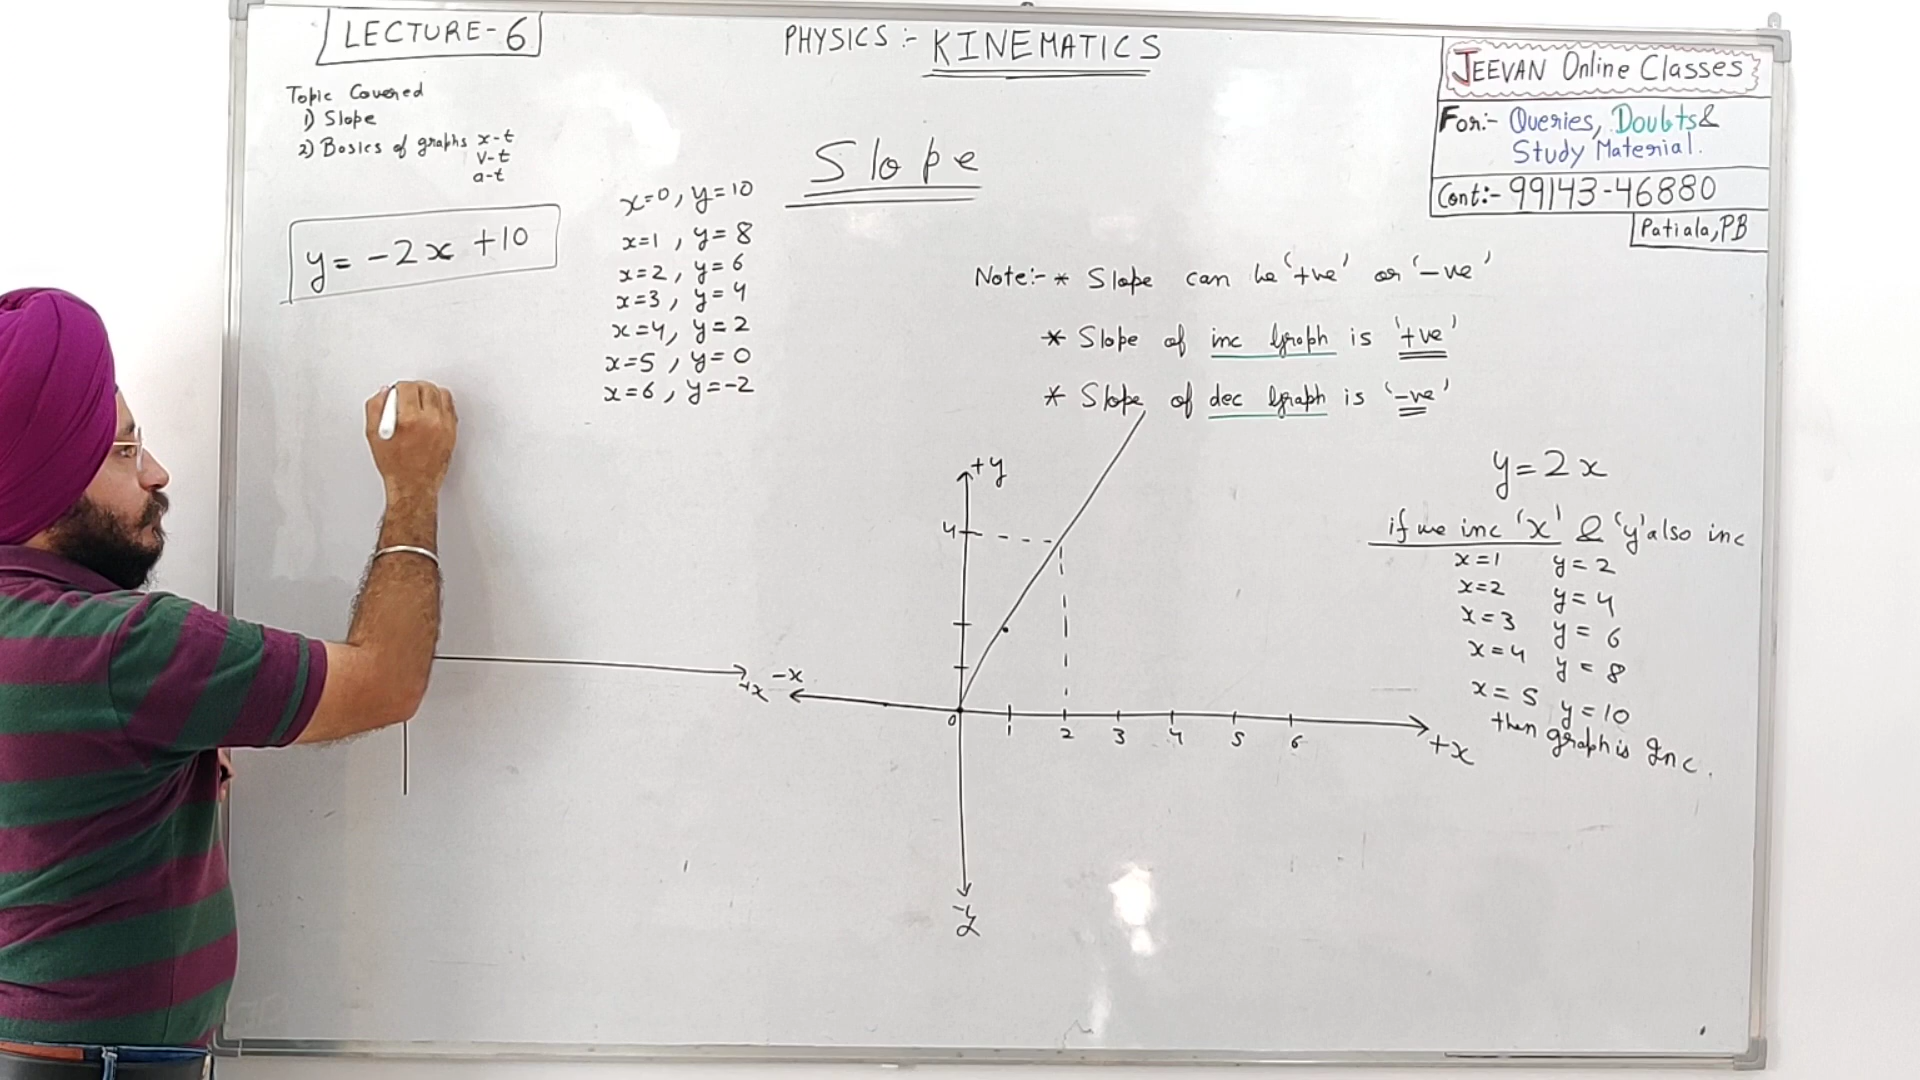 LECTURE-6
PHYSICS:- KINEMATICS
JEEVAN Online Classes
For:- Queries, Doubts &
Study Material.
Cont:- 99143-46880
Patiala, PB
Topic Covered
1) Slope
2) Basics of graphs x-t
v-t
a-t
Slope
y = -2x +10
x=0, y=10
x=1, y=8
x=2, y=6
x=3, y=4
x=4, y=2
x=5, y=0
x=6, y=-2
Note:- * Slope can be '+ve' or '-ve'
* Slope of inc graph is '+ve'
* Slope of dec graph is '-ve'
+y
4
-x
0
1 2 3 4 5 6
+x
-y
+x
y=2x
if we inc 'x' & 'y' also inc
x=1 y=2
x=2 y=4
x=3 y=6
x=4 y=8
x=5 y=10
then graph is Inc.